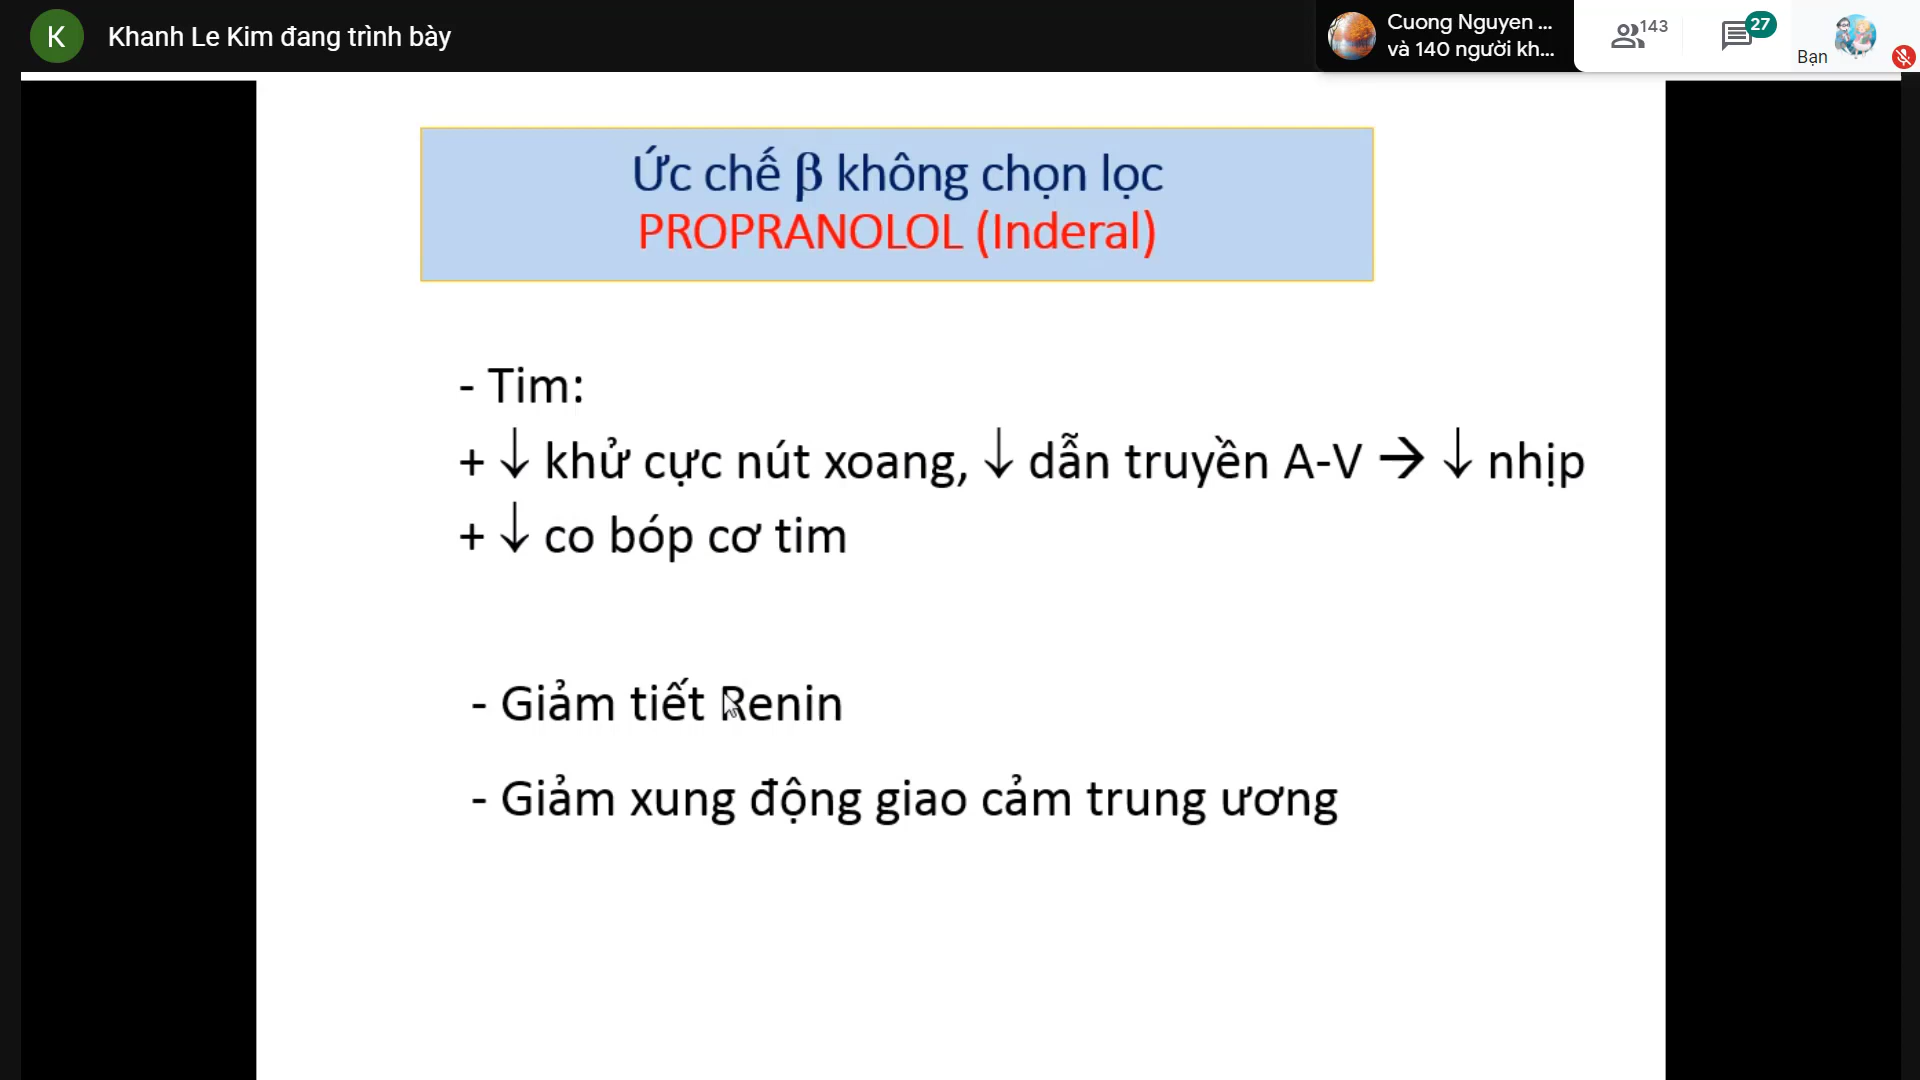 K
Khanh Le Kim đang trình bày
Cuong Nguyen ...
và 140 người kh...
143
27
Bạn
Ức chế β không chọn lọc
PROPRANOLOL (Inderal)
- Tim:
+ ↓ khử cực nút xoang, ↓ dẫn truyền A-V → ↓ nhịp
+ ↓ co bóp cơ tim
- Giảm tiết Renin
- Giảm xung động giao cảm trung ương